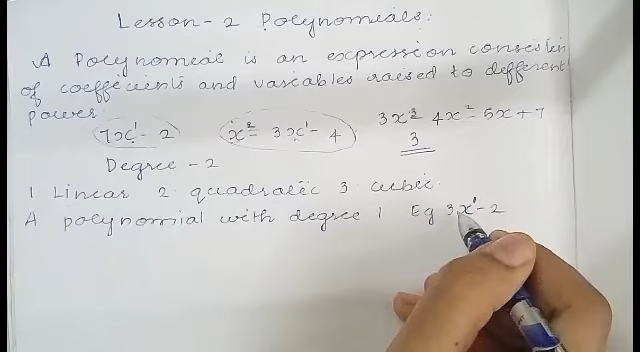 Lesson - 2 Polynomials:
A Polynomial is an expression consistin
of coefficients and variables raised to different
power
7x¹ - 2 x² - 3x¹ - 4 3x³ 4x² - 5x + 7
3
Degree - 2
1 Linear 2 quadratic 3 cubic.
A polynomial with degree 1 Eg 3x¹ - 2